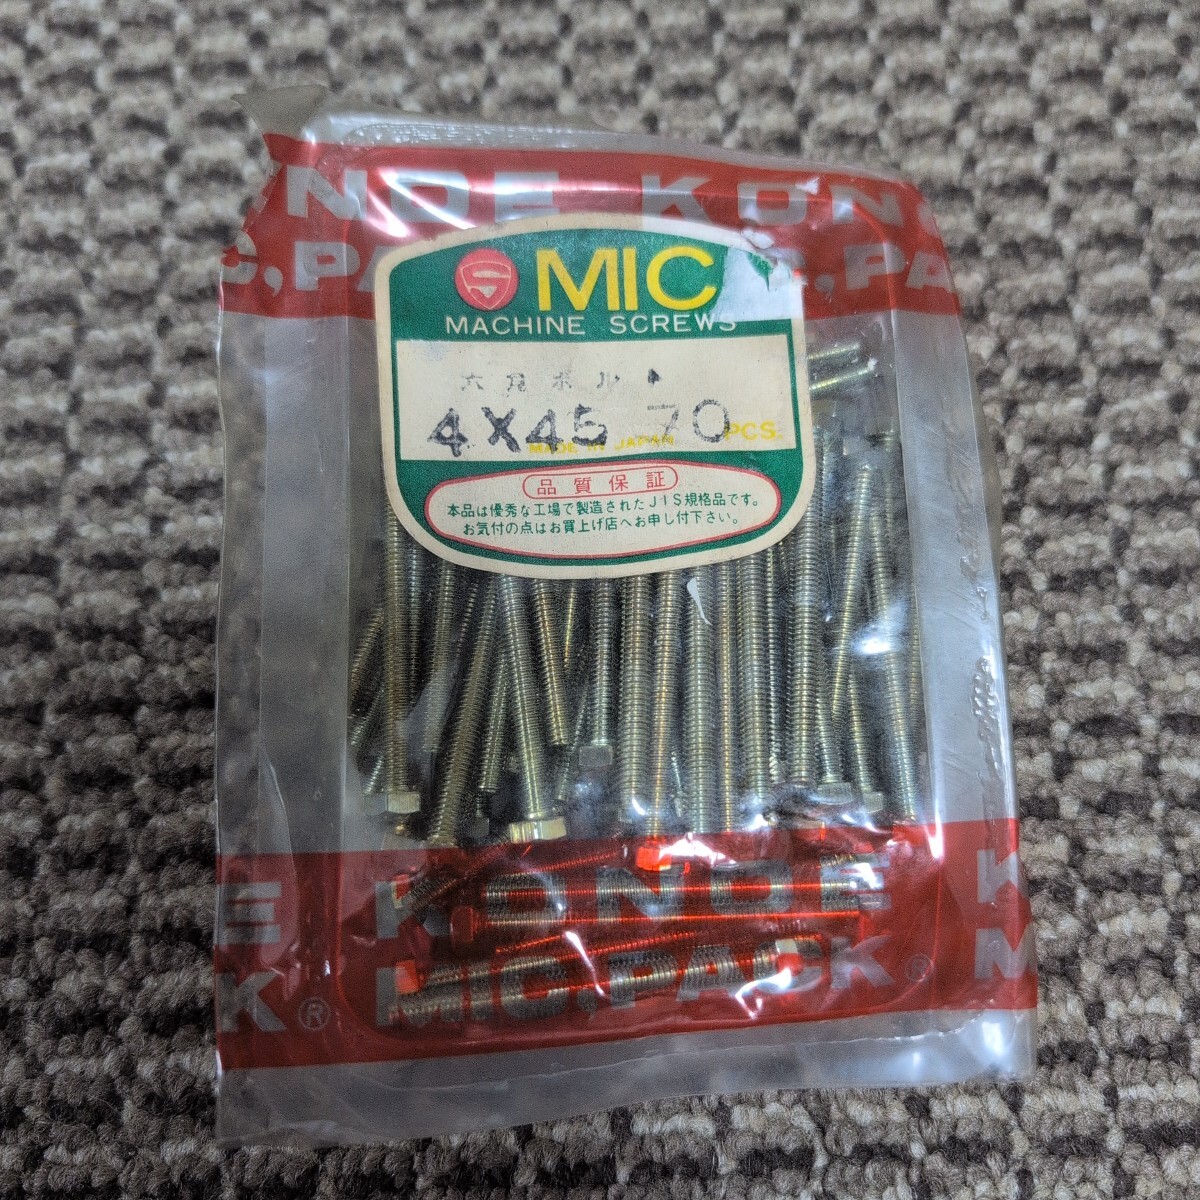 ONDE KONO
IC,PA C,PA
MIC
MACHINE SCREWS
六角ボルト
4X45 70 PCS.
MADE IN JAPAN
品質保証
本品は優秀な工場で製造されたJIS規格品です。
お気付の点はお買上げ店へお申し付下さい。
E KONOE K
K® MIC.PACK® M